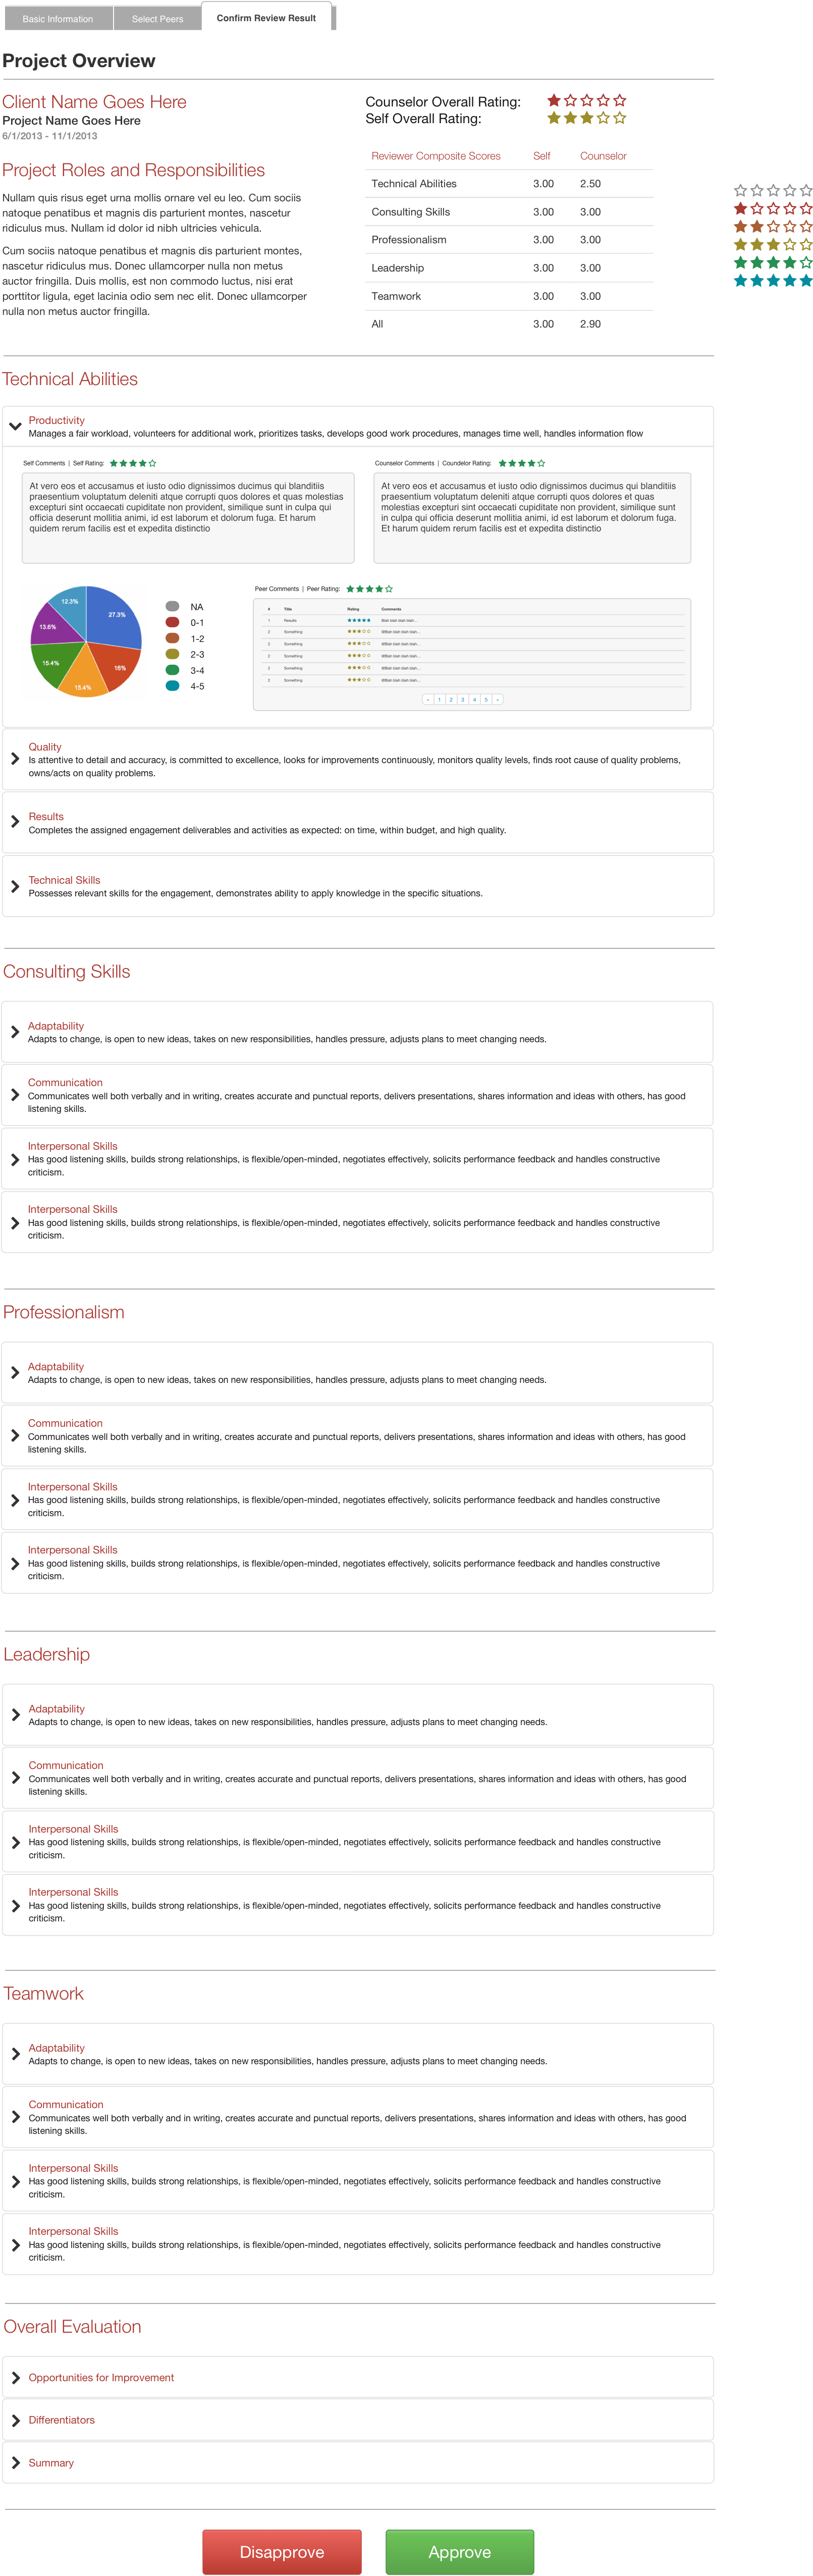 Basic Information
Select Peers
Confirm Review Result
Project Overview
Client Name Goes Here
Project Name Goes Here
6/1/2013 - 11/1/2013
Project Roles and Responsibilities
Nullam quis risus eget urna mollis ornare vel eu leo. Cum sociis
natoque penatibus et magnis dis parturient montes, nascetur
ridiculus mus. Nullam id dolor id nibh ultricies vehicula.
Cum sociis natoque penatibus et magnis dis parturient montes,
nascetur ridiculus mus. Donec ullamcorper nulla non metus
auctor fringilla. Duis mollis, est non commodo luctus, nisi erat
porttitor ligula, eget lacinia odio sem nec elit. Donec ullamcorper
nulla non metus auctor fringilla.
Counselor Overall Rating:
Self Overall Rating:
Reviewer Composite Scores Self Counselor
Technical Abilities 3.00 2.50
Consulting Skills 3.00 3.00
Professionalism 3.00 3.00
Leadership 3.00 3.00
Teamwork 3.00 3.00
All 3.00 2.90
Technical Abilities
Productivity
Manages a fair workload, volunteers for additional work, prioritizes tasks, develops good work procedures, manages time well, handles information flow
Self Comments | Self Rating:
At vero eos et accusamus et iusto odio dignissimos ducimus qui blanditiis
praesentium voluptatum deleniti atque corrupti quos dolores et quas molestias
excepturi sint occaecati cupiditate non provident, similique sunt in culpa qui
officia deserunt mollitia animi, id est laborum et dolorum fuga. Et harum
quidem rerum facilis est et expedita distinctio
Counselor Comments | Coundelor Rating:
At vero eos et accusamus et iusto odio dignissimos ducimus qui blanditiis
praesentium voluptatum deleniti atque corrupti quos dolores et quas
molestias excepturi sint occaecati cupiditate non provident, similique sunt
in culpa qui officia deserunt mollitia animi, id est laborum et dolorum fuga.
Et harum quidem rerum facilis est et expedita distinctio
12.3%
27.3%
13.6%
15.4%
16%
15.4%
NA
0-1
1-2
2-3
3-4
4-5
Peer Comments | Peer Rating:
# Title Rating Comments
1 Results blah blah blah...
2 Something blah blah...
2 Something blah blah...
2 Something blah blah...
2 Something blah blah...
2 Something blah blah...
« 1 2 3 4 5 »
Quality
Is attentive to detail and accuracy, is committed to excellence, looks for improvements continuously, monitors quality levels, finds root cause of quality problems,
owns/acts on quality problems.
Results
Completes the assigned engagement deliverables and activities as expected: on time, within budget, and high quality.
Technical Skills
Possesses relevant skills for the engagement, demonstrates ability to apply knowledge in the specific situations.
Consulting Skills
Adaptability
Adapts to change, is open to new ideas, takes on new responsibilities, handles pressure, adjusts plans to meet changing needs.
Communication
Communicates well both verbally and in writing, creates accurate and punctual reports, delivers presentations, shares information and ideas with others, has good
listening skills.
Interpersonal Skills
Has good listening skills, builds strong relationships, is flexible/open-minded, negotiates effectively, solicits performance feedback and handles constructive
criticism.
Interpersonal Skills
Has good listening skills, builds strong relationships, is flexible/open-minded, negotiates effectively, solicits performance feedback and handles constructive
criticism.
Professionalism
Adaptability
Adapts to change, is open to new ideas, takes on new responsibilities, handles pressure, adjusts plans to meet changing needs.
Communication
Communicates well both verbally and in writing, creates accurate and punctual reports, delivers presentations, shares information and ideas with others, has good
listening skills.
Interpersonal Skills
Has good listening skills, builds strong relationships, is flexible/open-minded, negotiates effectively, solicits performance feedback and handles constructive
criticism.
Interpersonal Skills
Has good listening skills, builds strong relationships, is flexible/open-minded, negotiates effectively, solicits performance feedback and handles constructive
criticism.
Leadership
Adaptability
Adapts to change, is open to new ideas, takes on new responsibilities, handles pressure, adjusts plans to meet changing needs.
Communication
Communicates well both verbally and in writing, creates accurate and punctual reports, delivers presentations, shares information and ideas with others, has good
listening skills.
Interpersonal Skills
Has good listening skills, builds strong relationships, is flexible/open-minded, negotiates effectively, solicits performance feedback and handles constructive
criticism.
Interpersonal Skills
Has good listening skills, builds strong relationships, is flexible/open-minded, negotiates effectively, solicits performance feedback and handles constructive
criticism.
Teamwork
Adaptability
Adapts to change, is open to new ideas, takes on new responsibilities, handles pressure, adjusts plans to meet changing needs.
Communication
Communicates well both verbally and in writing, creates accurate and punctual reports, delivers presentations, shares information and ideas with others, has good
listening skills.
Interpersonal Skills
Has good listening skills, builds strong relationships, is flexible/open-minded, negotiates effectively, solicits performance feedback and handles constructive
criticism.
Interpersonal Skills
Has good listening skills, builds strong relationships, is flexible/open-minded, negotiates effectively, solicits performance feedback and handles constructive
criticism.
Overall Evaluation
Opportunities for Improvement
Differentiators
Summary
Disapprove
Approve